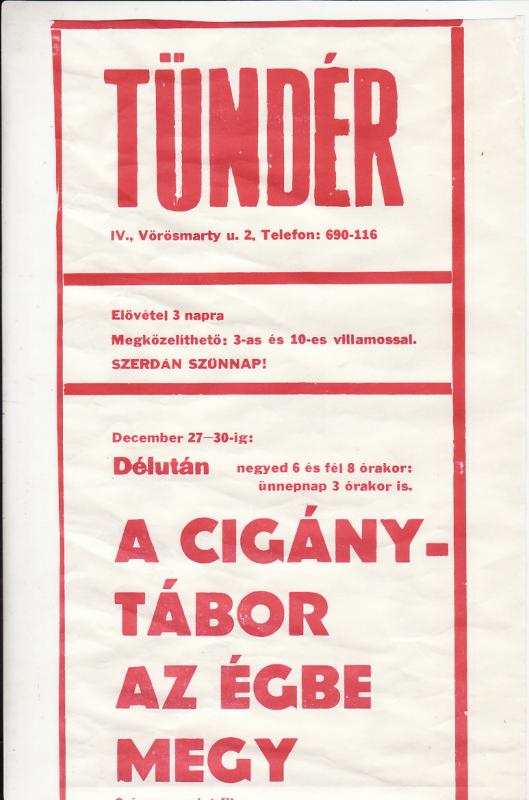 TÜNDÉR
IV., Vörösmarty u. 2, Telefon: 690-116
Elővétel 3 napra
Megközelíthető: 3-as és 10-es villamossal.
SZERDÁN SZÜNNAP!
December 27—30-ig:
Délután negyed 6 és fél 8 órakor:
ünnepnap 3 órakor is.
A CIGÁNY-
TÁBOR
AZ ÉGBE
MEGY